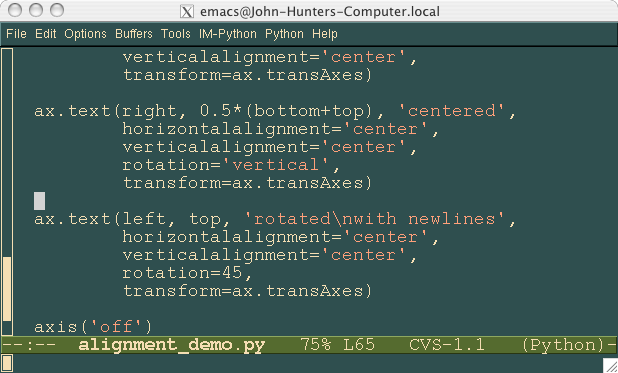 emacs@John-Hunters-Computer.local
File Edit Options Buffers Tools IM-Python Python Help
verticalalignment='center',
transform=ax.transAxes)
ax.text(right, 0.5*(bottom+top), 'centered',
horizontalalignment='center',
verticalalignment='center',
rotation='vertical',
transform=ax.transAxes)
ax.text(left, top, 'rotated\nwith newlines',
horizontalalignment='center',
verticalalignment='center',
rotation=45,
transform=ax.transAxes)
axis('off')
--:-- alignment_demo.py 75% L65 CVS-1.1 (Python)-